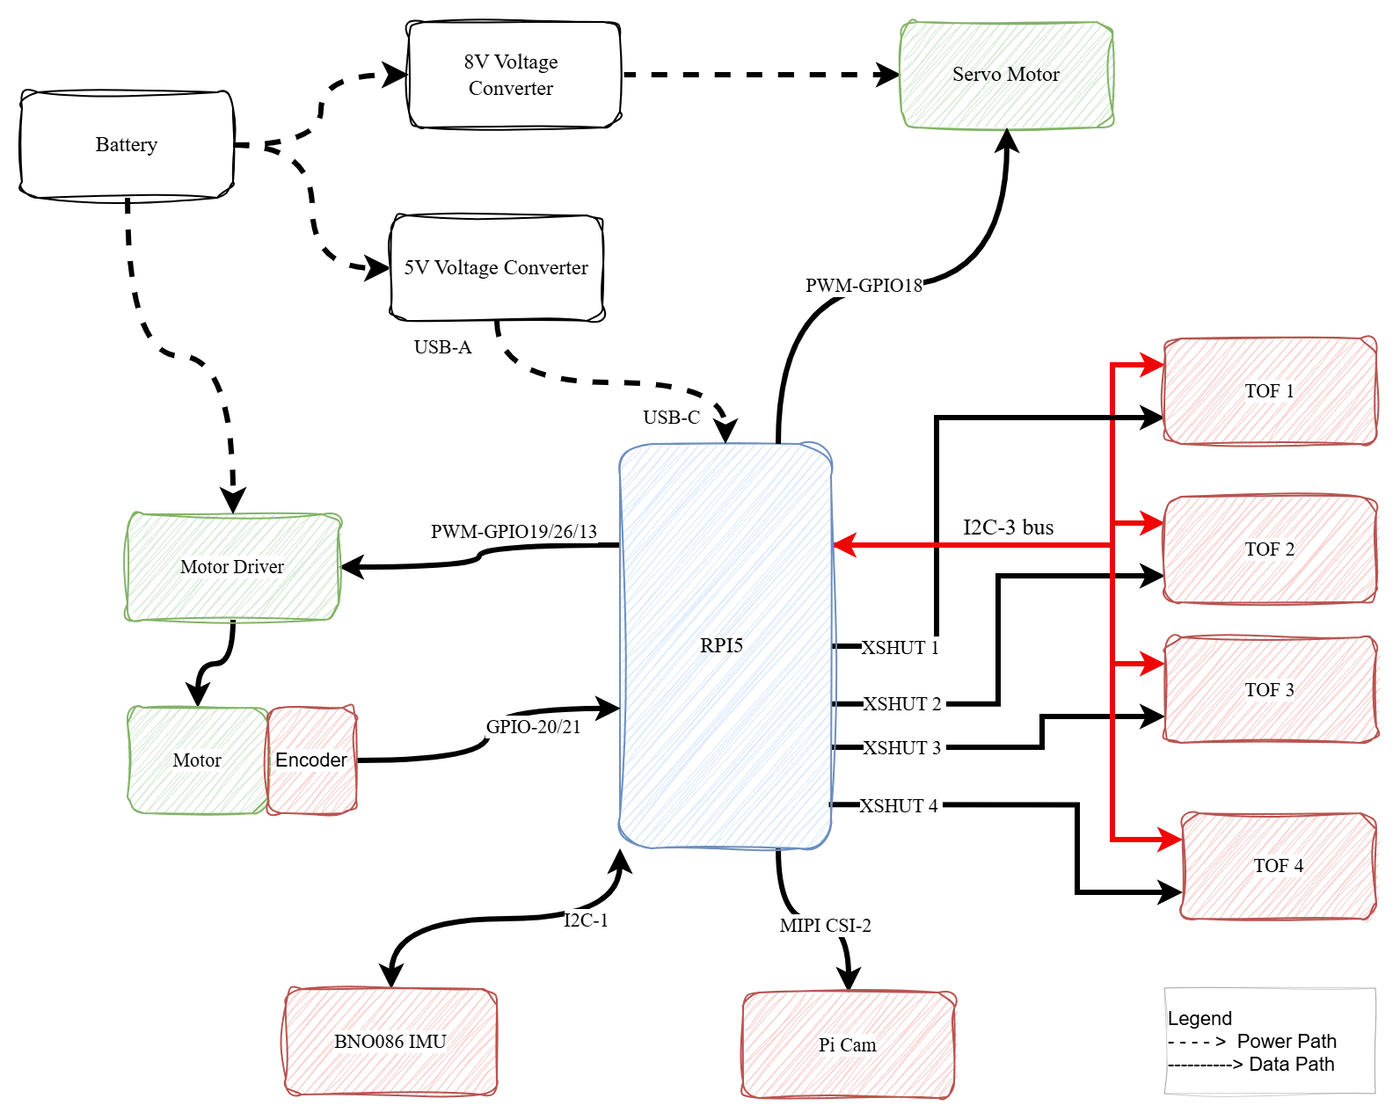 8V Voltage
Converter
Servo Motor
Battery
5V Voltage Converter
PWM-GPIO18
USB-A
USB-C
TOF 1
PWM-GPIO19/26/13
I2C-3 bus
TOF 2
Motor Driver
RPI5
XSHUT 1
TOF 3
XSHUT 2
GPIO-20/21
XSHUT 3
Motor
Encoder
XSHUT 4
TOF 4
I2C-1
MIPI CSI-2
BNO086 IMU
Pi Cam
Legend
- - - - > Power Path
----------> Data Path